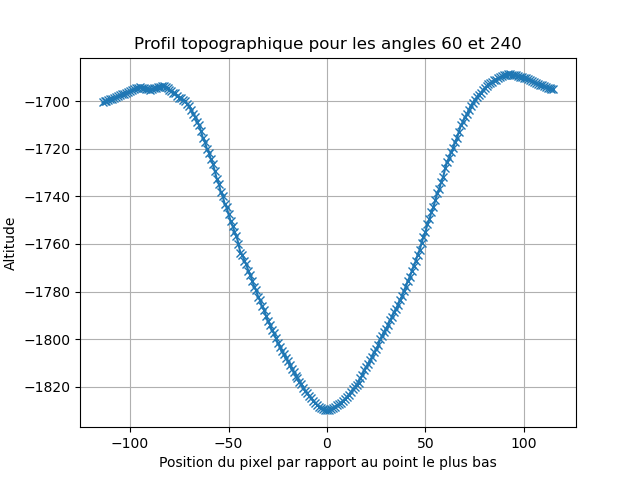 Profil topographique pour les angles 60 et 240
−1700
−1720
−1740
−1760
−1780
−1800
−1820
Altitude
−100 −50 0 50 100
Position du pixel par rapport au point le plus bas